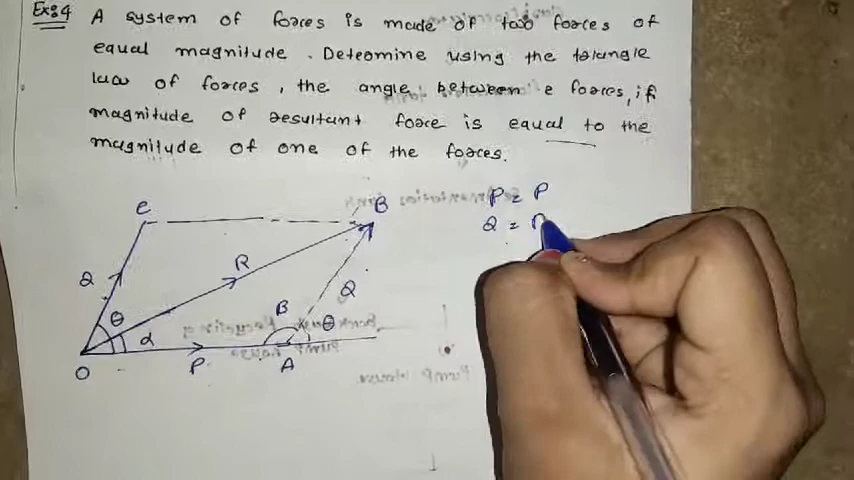 Ex:4 A system of forces is made of two forces of
equal magnitude. Determine using the triangle
law of forces, the angle between e forces, if
magnitude of resultant force is equal to the
magnitude of one of the forces.
P = P
Q =
C
B
Q
R
Q
θ
α
B
θ
O
P
A